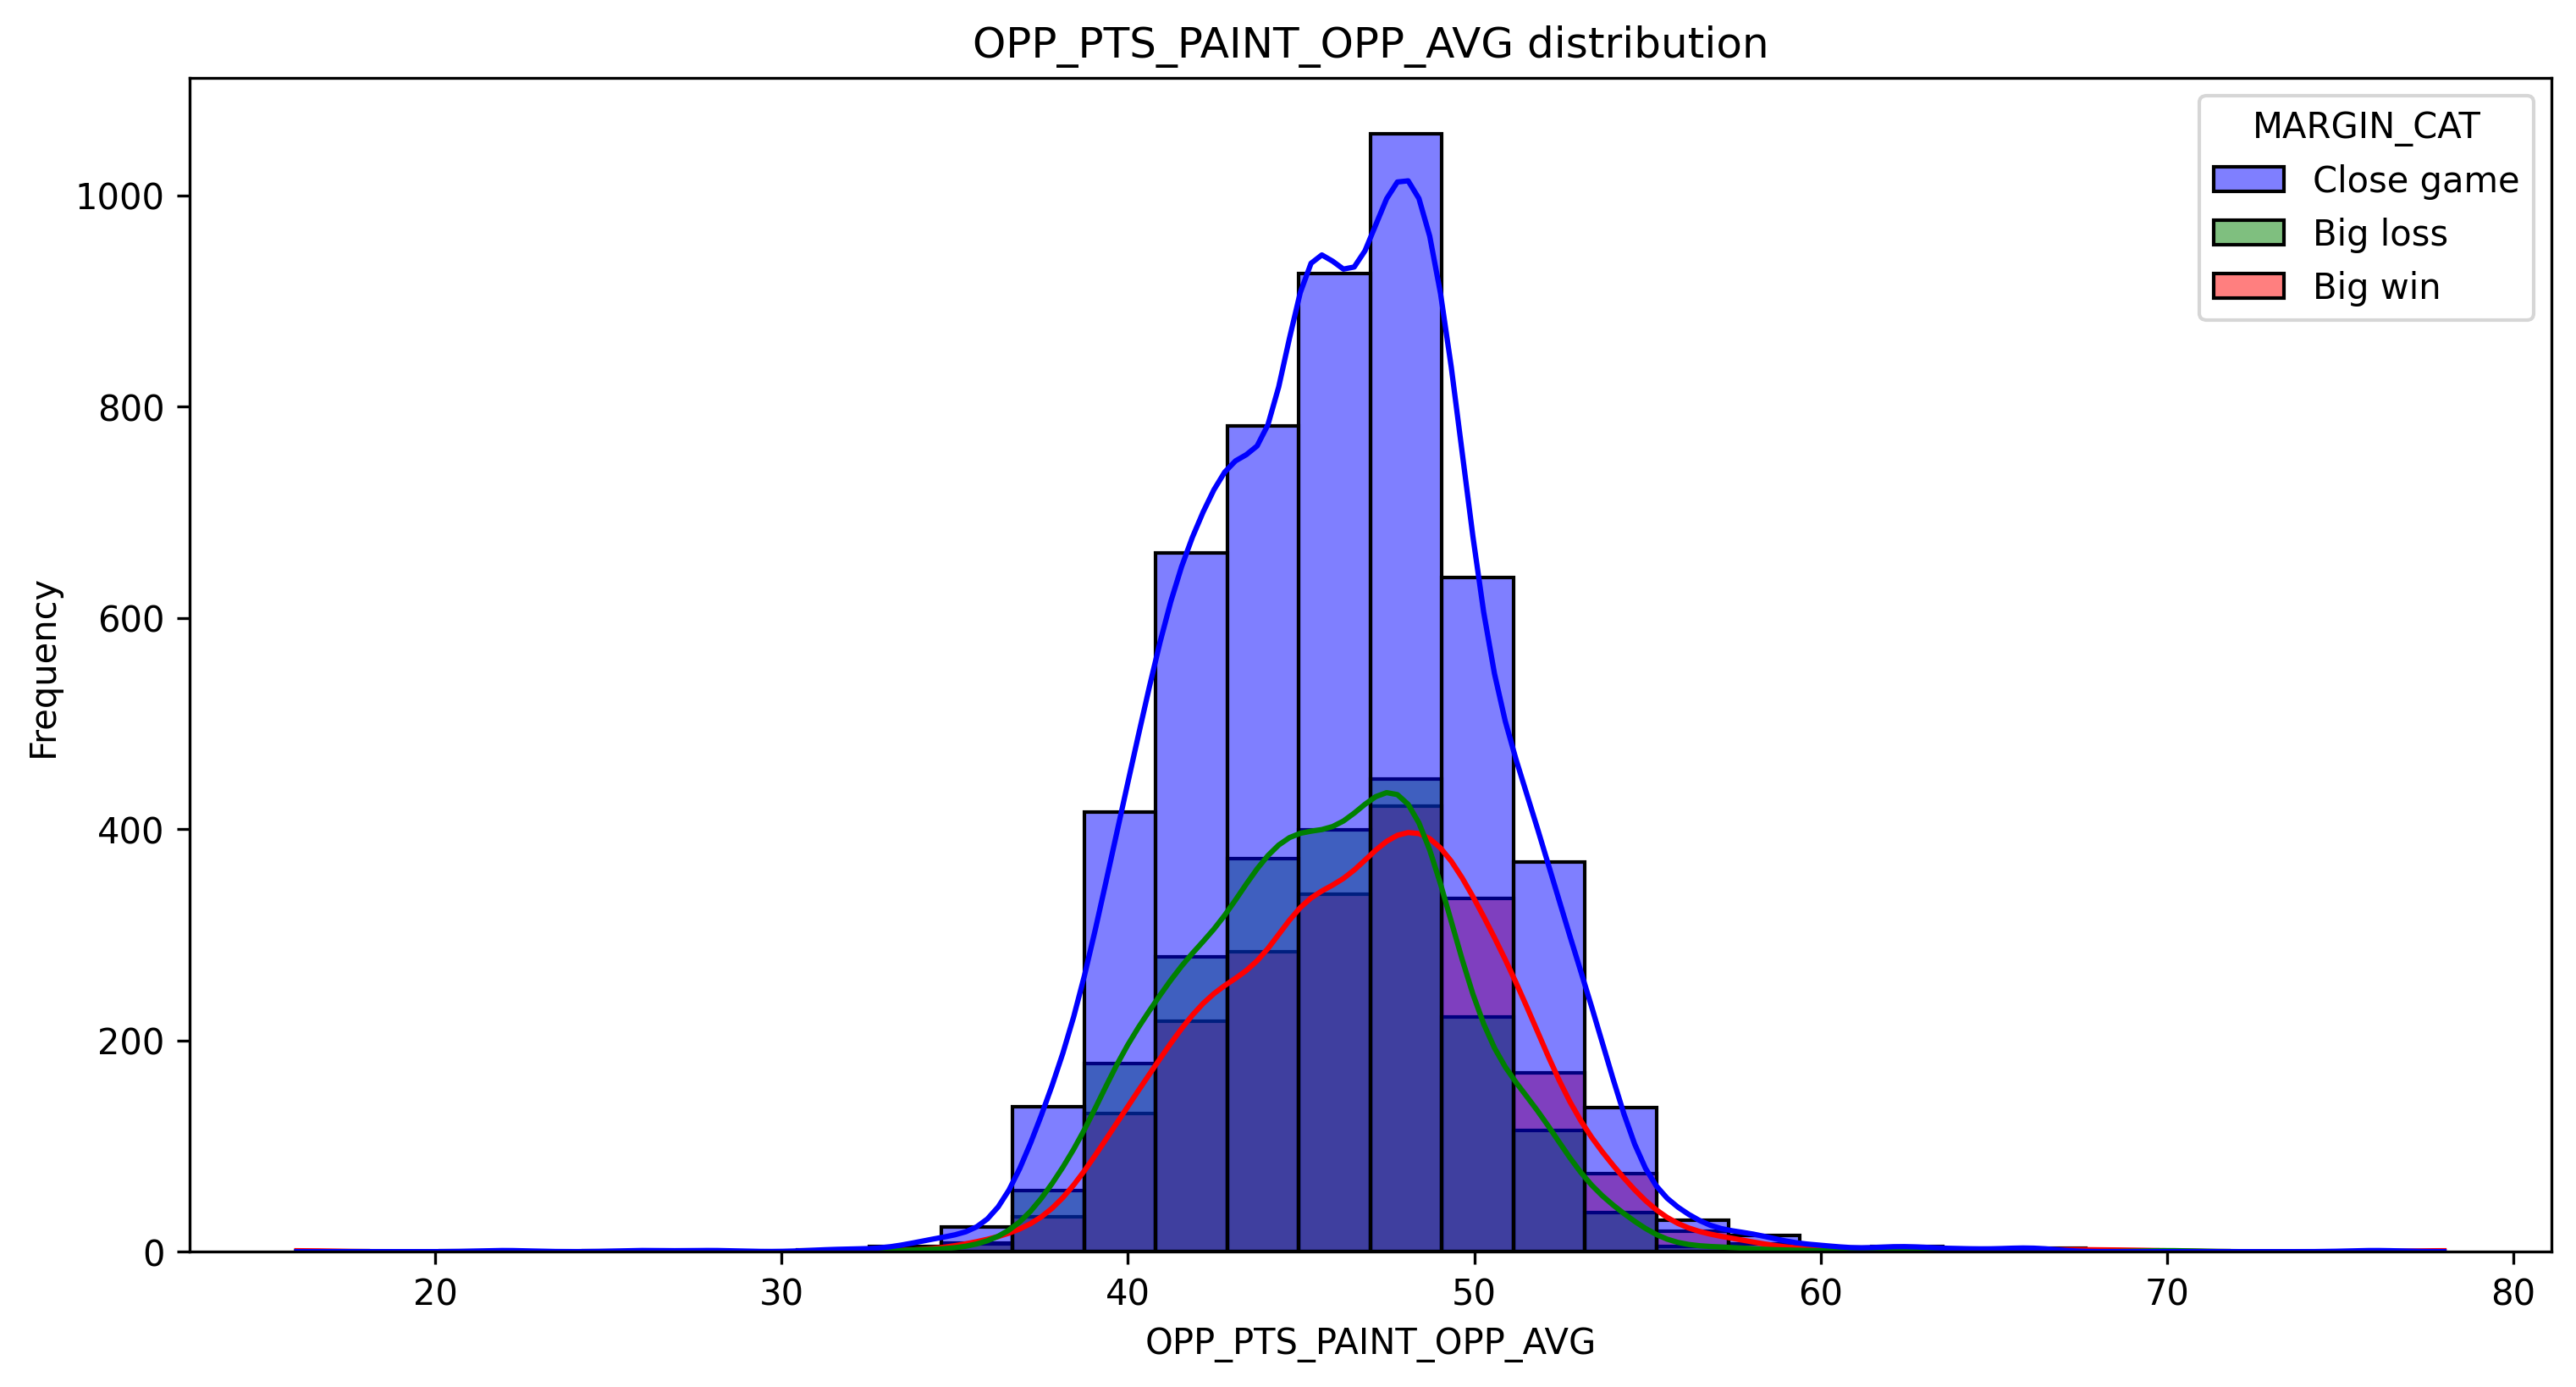 OPP_PTS_PAINT_OPP_AVG distribution
MARGIN_CAT
Close game
Big loss
Big win
Frequency
1000
800
600
400
200
0
20 30 40 50 60 70 80
OPP_PTS_PAINT_OPP_AVG